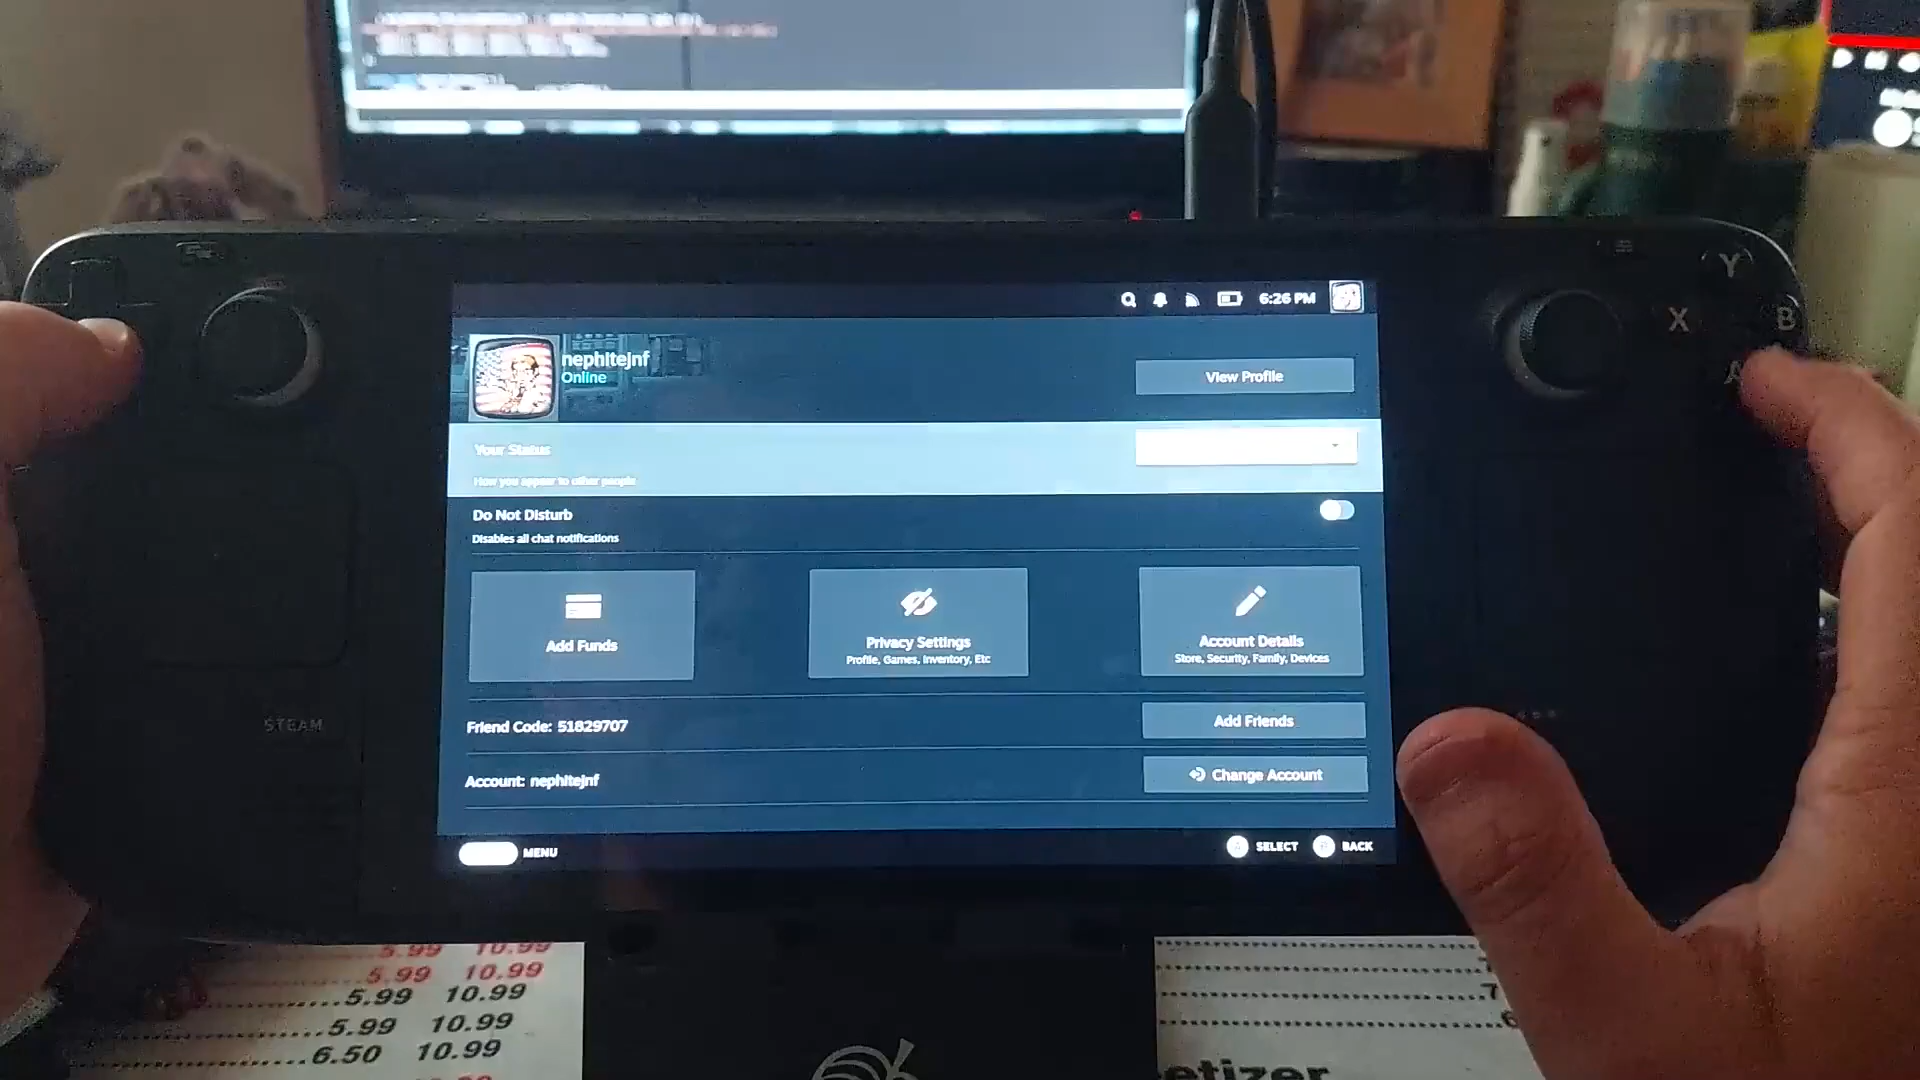 Y
X
B
A
6:26 PM
nephitejnf
Online
View Profile
Your Status
How you appear to other people
Do Not Disturb
Disables all chat notifications
Add Funds
Privacy Settings
Profile, Games, Inventory, Etc
Account Details
Store, Security, Family, Devices
STEAM
Friend Code: 51829707
Add Friends
Account: nephitejnf
Change Account
MENU
A SELECT
B BACK
5.99 10.99
5.99 10.99
5.99 10.99
5.99 10.99
6.50 10.99
etizer